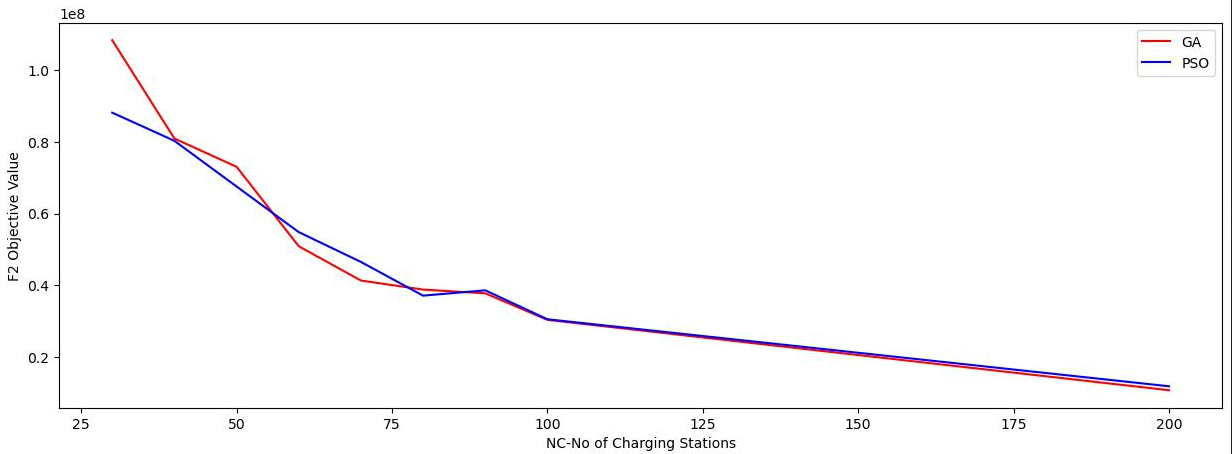 1e8
GA
PSO
1.0
0.8
0.6
0.4
0.2
F2 Objective Value
25 50 75 100 125 150 175 200
NC-No of Charging Stations